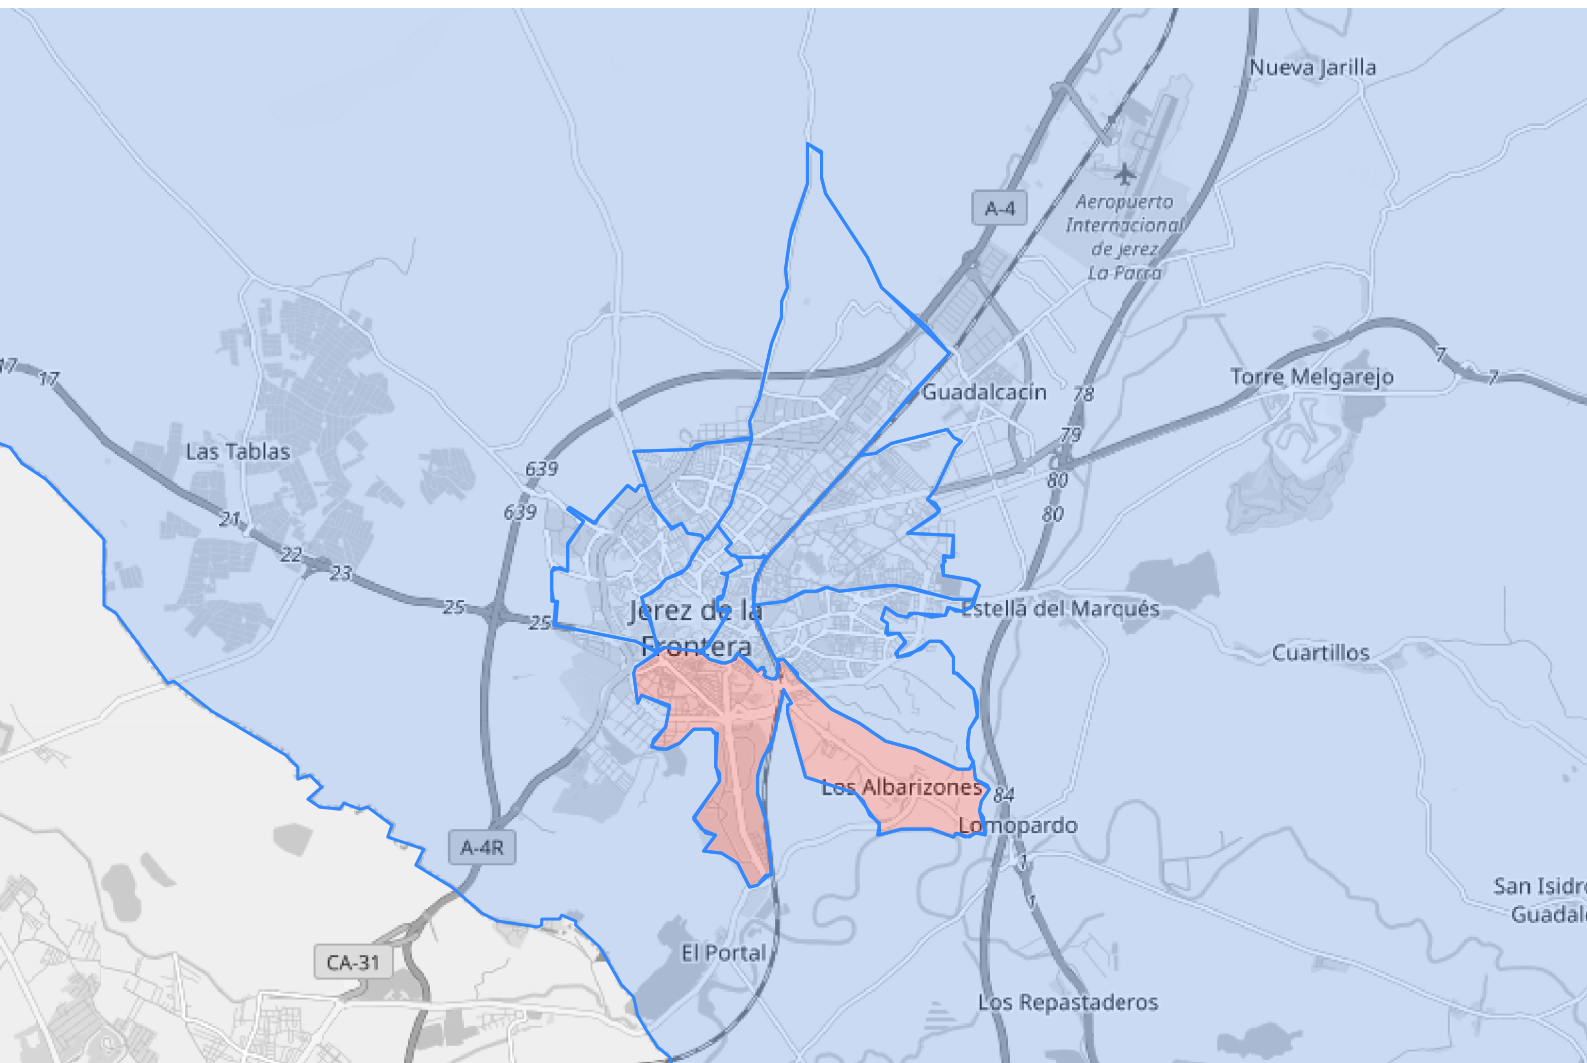 Nueva Jarilla
A-4
Aeropuerto
Internacional
de Jerez
La Parra
17
17
Guadalcacín
78
Torre Melgarejo
7
7
79
Las Tablas
639
80
639
80
21
22
23
25
25
Jerez de la
Frontera
Estella del Marqués
Cuartillos
Los Albarizones
84
Lomopardo
A-4R
1
1
San Isidro
CA-31
El Portal
Los Repastaderos